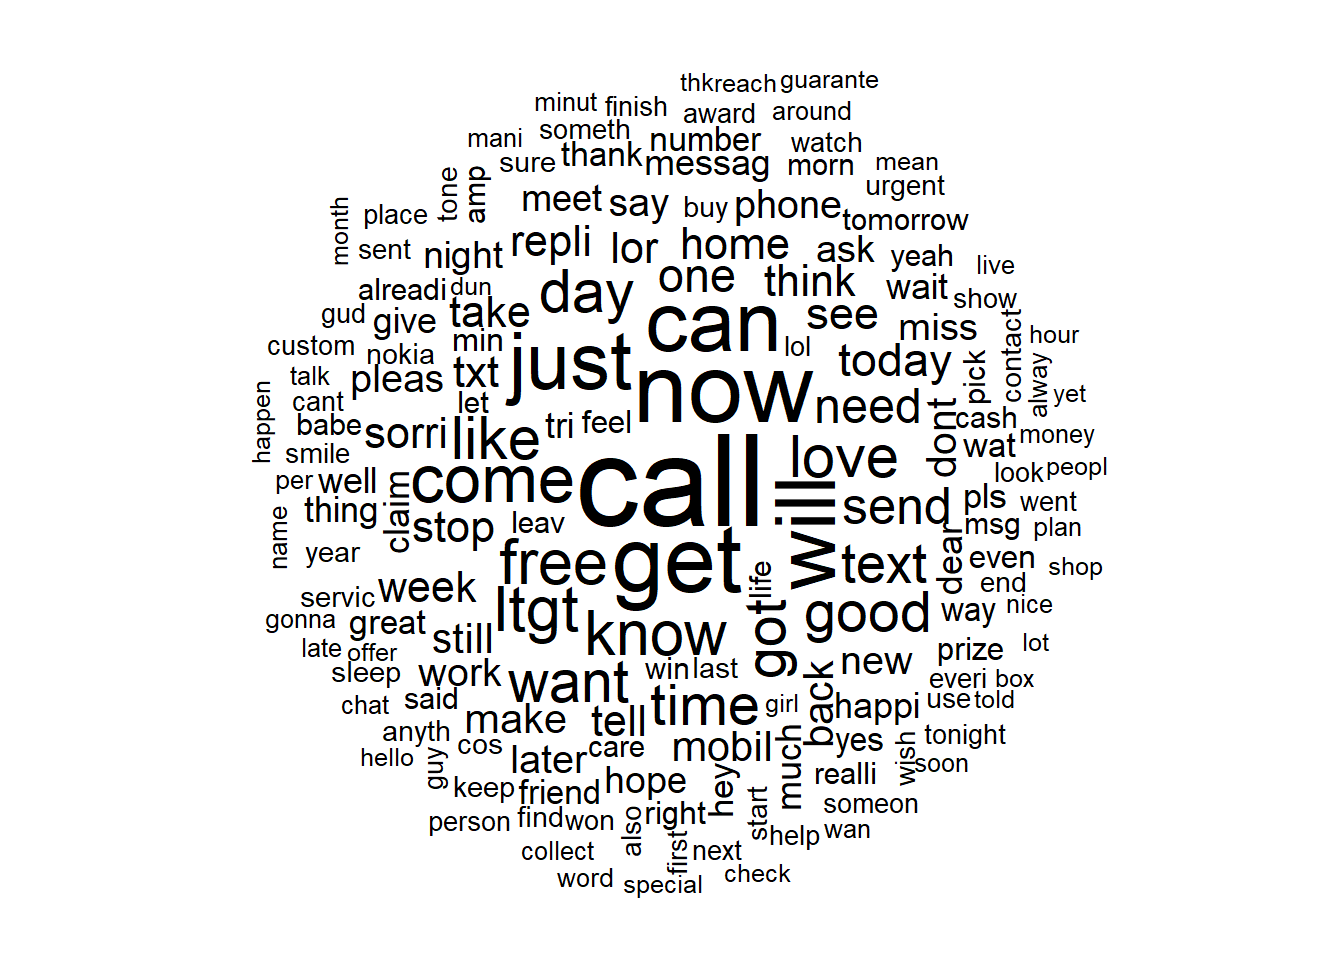 thk reach guarante
minut finish award around
mani someth number watch
sure thank messag morn mean
tone amp meet say buy phone urgent
month place tomorrow
sent night repli lor home ask yeah live
alreadi dun day one think wait show
gud give take can see miss contact hour
custom nokia min just lol today pick alway
talk pleas txt now need yet
happen cant let dont cash
babe sorri like tri feel wat money
smile come call love look peopl
per well claim will send pls went
name thing stop leav msg plan
year free get text dear even shop
servic week life end
gonna great ltgt know got good way nice
late offer still prize lot
sleep work want win last back new everi box
chat said make tell time girl happi use told
anyth cos care mobil much yes wish tonight
hello guy later hey realli soon
keep friend hope start someon
person find won also right help wan
collect first next
word special check